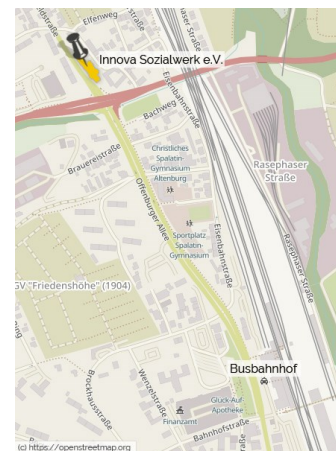 Elfenweg
Innova Sozialwerk e.V.
Eisenbahnstraße
Bachweg
Brauereistraße
Christliches
Spalatin-
Gymnasium
Altenburg
Rasephaser
Straße
Offenburger Allee
Sportplatz
Spalatin-
Gymnasium
Eisenbahnstraße
Rasephaser Straße
GV "Friedenshöhe" (1904)
Busbahnhof
Brockhausstraße
Wenzelstraße
Glück-Auf-
Apotheke
Finanzamt
Bahnhofstraße
(c) https://openstreetmap.org